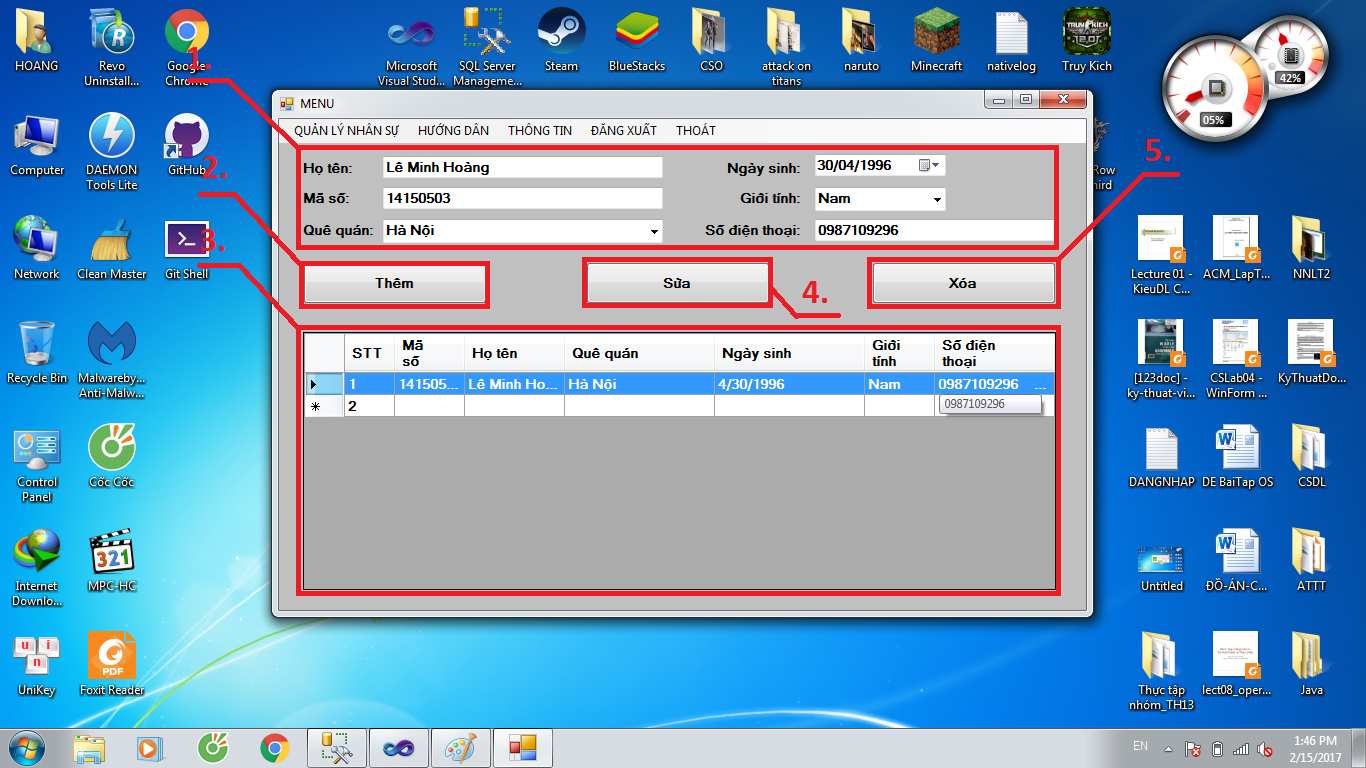 HOANG
Revo Uninstall...
Google Chrome
Microsoft Visual Stud...
SQL Server Manageme...
Steam
BlueStacks
CSO
attack on titans
naruto
Minecraft
nativelog
Truy Kich
TRUY KÍCH
42%
05%
1.
MENU
QUẢN LÝ NHÂN SỰ HƯỚNG DẪN THÔNG TIN ĐĂNG XUẤT THOÁT
Computer
DAEMON Tools Lite
GitHub
2.
5.
Họ tên: Lê Minh Hoàng Ngày sinh: 30/04/1996
Mã số: 14150503 Giới tính: Nam
Quê quán: Hà Nội Số điện thoại: 0987109296
Network
Clean Master
Git Shell
3.
Thêm Sửa Xóa
4.
STT Mã số Họ tên Quê quán Ngày sinh Giới tính Số điện thoại
1 141505... Lê Minh Ho... Hà Nội 4/30/1996 Nam 0987109296 ...
2
0987109296
Lecture 01 - KieuDL C...
ACM_LapT...
NNLT2
Recycle Bin
Malwareby... Anti-Malw...
[123doc] - ky-thuat-vi...
CSLab04 - WinForm ...
KyThuatDo...
Control Panel
Cốc Cốc
DANGNHAP
DE BaiTap OS
CSDL
Internet Downlo...
321
MPC-HC
Untitled
ĐỒ-ÁN-C...
ATTT
u i n
UniKey
PDF
Foxit Reader
Thực tập nhóm_TH13
lect08_oper...
Java
EN
1:46 PM
2/15/2017